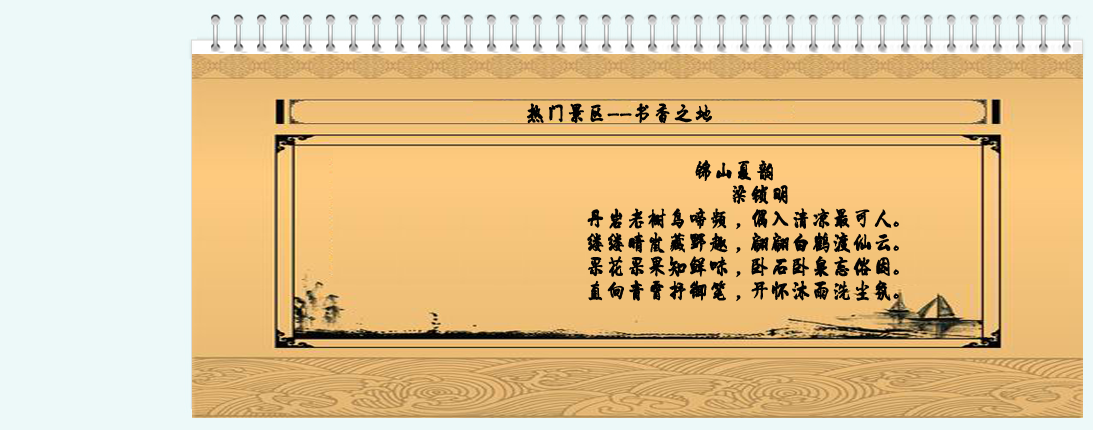 热门景区--书香之地
锦山夏韵
梁锁明
丹岩老树鸟啼频，偶入清凉最可人。
缕缕晴岚藏野趣，翩翩白鹤渡仙云。
采花采果知鲜味，卧石卧泉忘俗困。
直向青霄抒御笔，开怀沐雨洗尘氛。